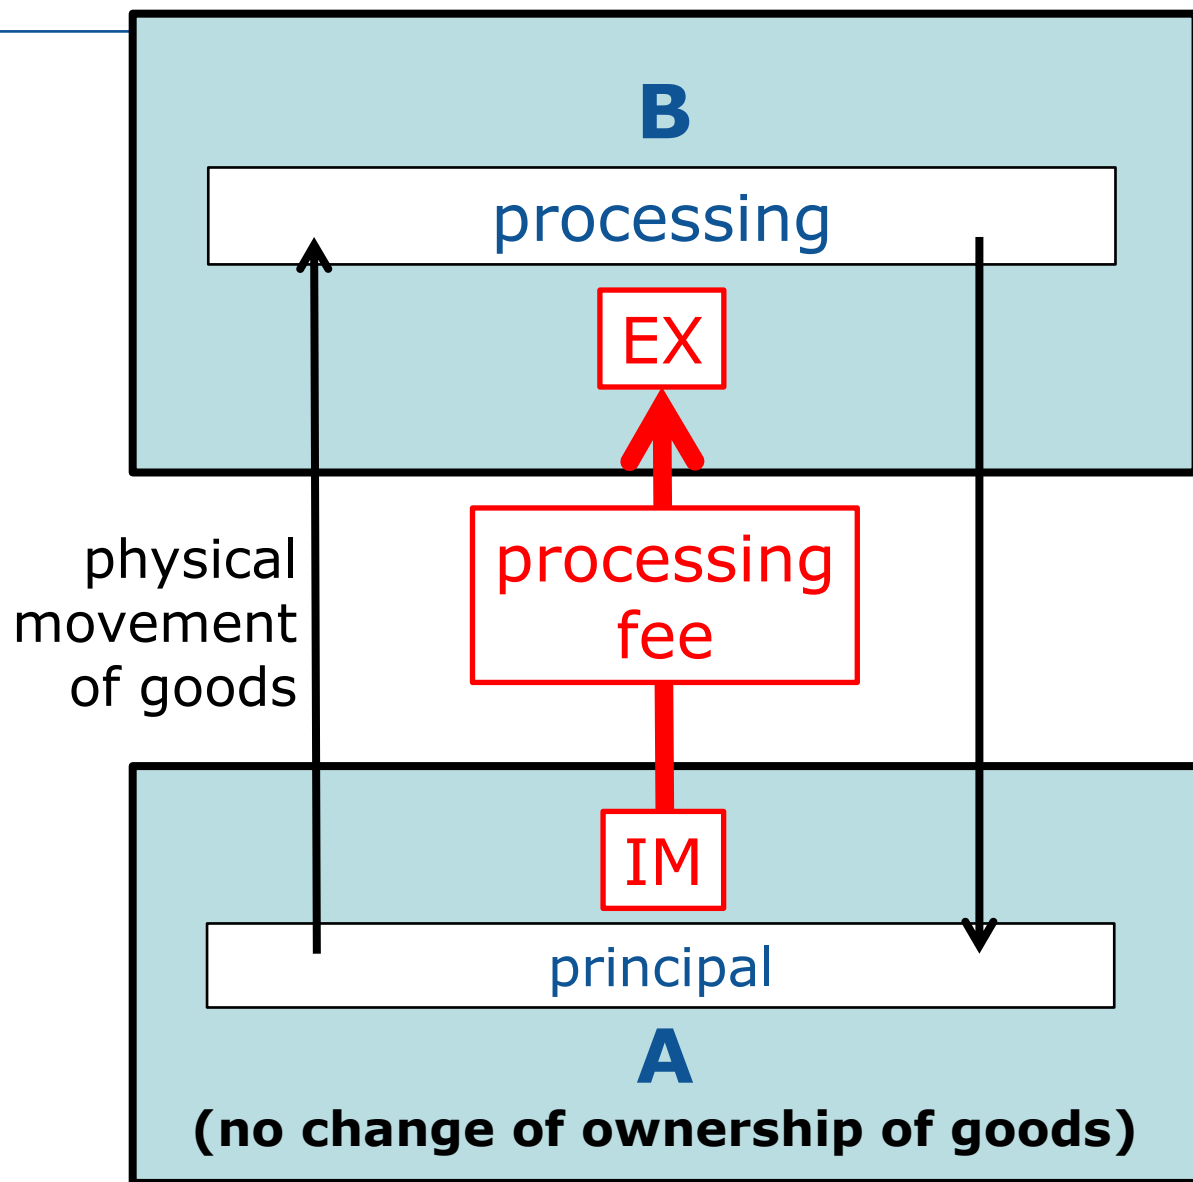 B
processing
EX
processing
fee
physical
movement
of goods
IM
principal
A
(no change of ownership of goods)